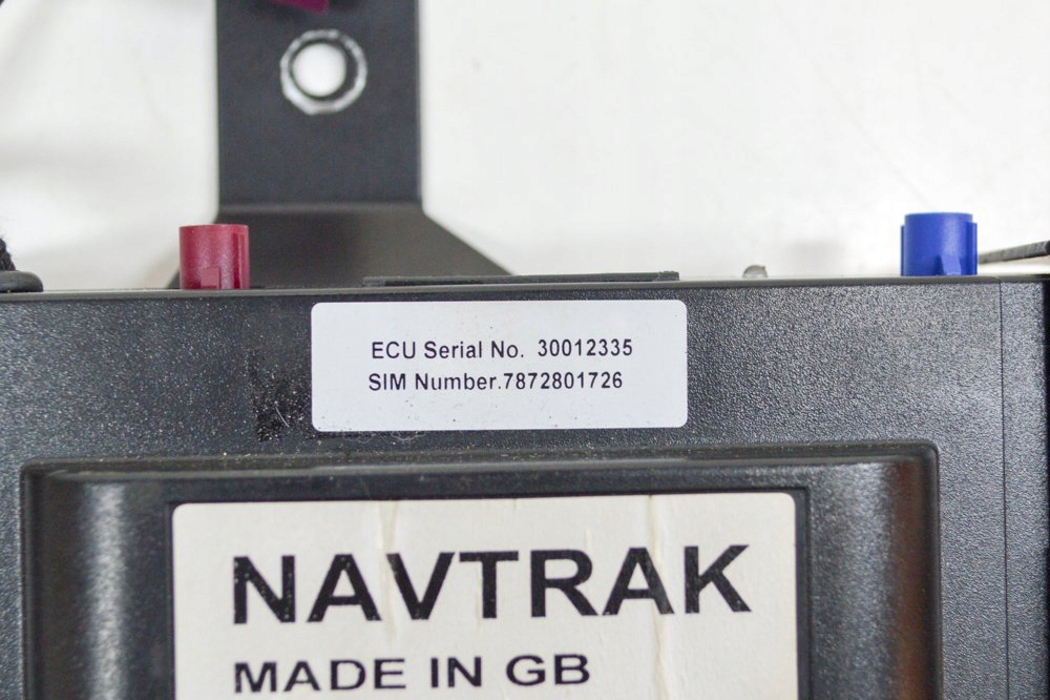 ECU Serial No. 30012335
SIM Number.7872801726
NAVTRAK
MADE IN GB